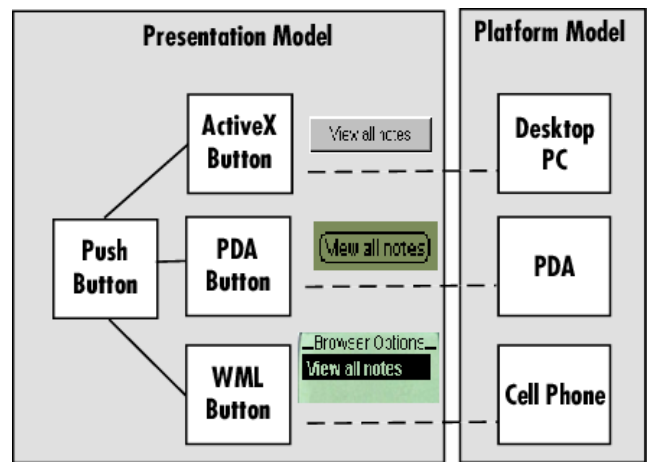 Presentation Model
Platform Model
ActiveX
Button
View all notes
Desktop
PC
Push
Button
PDA
Button
View all notes
PDA
WML
Button
Browser Options
View all notes
Cell Phone